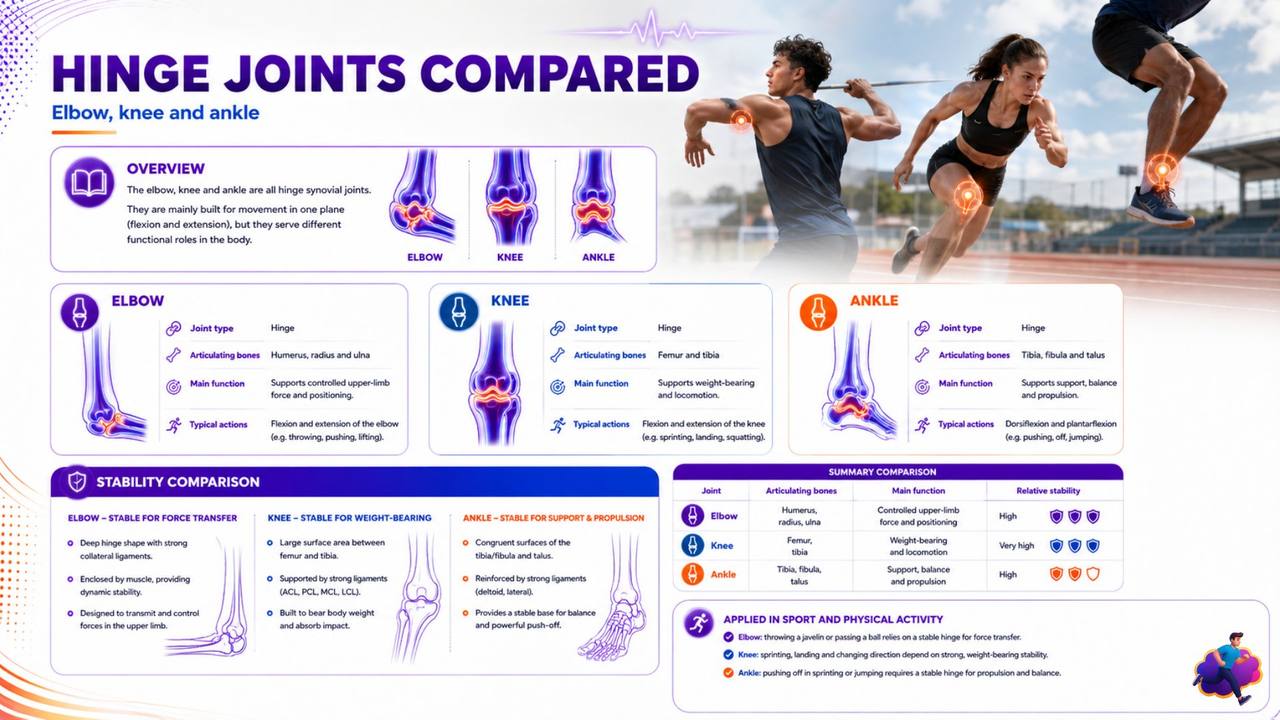 HINGE JOINTS COMPARED
Elbow, knee and ankle
OVERVIEW
The elbow, knee and ankle are all hinge synovial joints.
They are mainly built for movement in one plane
(flexion and extension), but they serve different
functional roles in the body.
ELBOW
KNEE
ANKLE
ELBOW
Joint type
Hinge
Articulating bones
Humerus, radius and ulna
Main function
Supports controlled upper-limb
force and positioning.
Typical actions
Flexion and extension of the elbow
(e.g. throwing, pushing, lifting).
KNEE
Joint type
Hinge
Articulating bones
Femur and tibia
Main function
Supports weight-bearing
and locomotion.
Typical actions
Flexion and extension of the knee
(e.g. sprinting, landing, squatting).
ANKLE
Joint type
Hinge
Articulating bones
Tibia, fibula and talus
Main function
Supports support, balance
and propulsion.
Typical actions
Dorsiflexion and plantarflexion
(e.g. pushing, off, jumping).
STABILITY COMPARISON
ELBOW – STABLE FOR FORCE TRANSFER
Deep hinge shape with strong
collateral ligaments.
Enclosed by muscle, providing
dynamic stability.
Designed to transmit and control
forces in the upper limb.
KNEE – STABLE FOR WEIGHT-BEARING
Large surface area between
femur and tibia.
Supported by strong ligaments
(ACL, PCL, MCL, LCL).
Built to bear body weight
and absorb impact.
ANKLE – STABLE FOR SUPPORT & PROPULSION
Congruent surfaces of the
tibia/fibula and talus.
Reinforced by strong ligaments
(deltoid, lateral).
Provides a stable base for balance
and powerful push-off.
SUMMARY COMPARISON
Joint
Articulating bones
Main function
Relative stability
Elbow
Humerus,
radius, ulna
Controlled upper-limb
force and positioning
High
Knee
Femur,
tibia
Weight-bearing
and locomotion
Very high
Ankle
Tibia, fibula,
talus
Support, balance
and propulsion
High
APPLIED IN SPORT AND PHYSICAL ACTIVITY
Elbow: throwing a javelin or passing a ball relies on a stable hinge for force transfer.
Knee: sprinting, landing and changing direction depend on strong, weight-bearing stability.
Ankle: pushing off in sprinting or jumping requires a stable hinge for propulsion and balance.